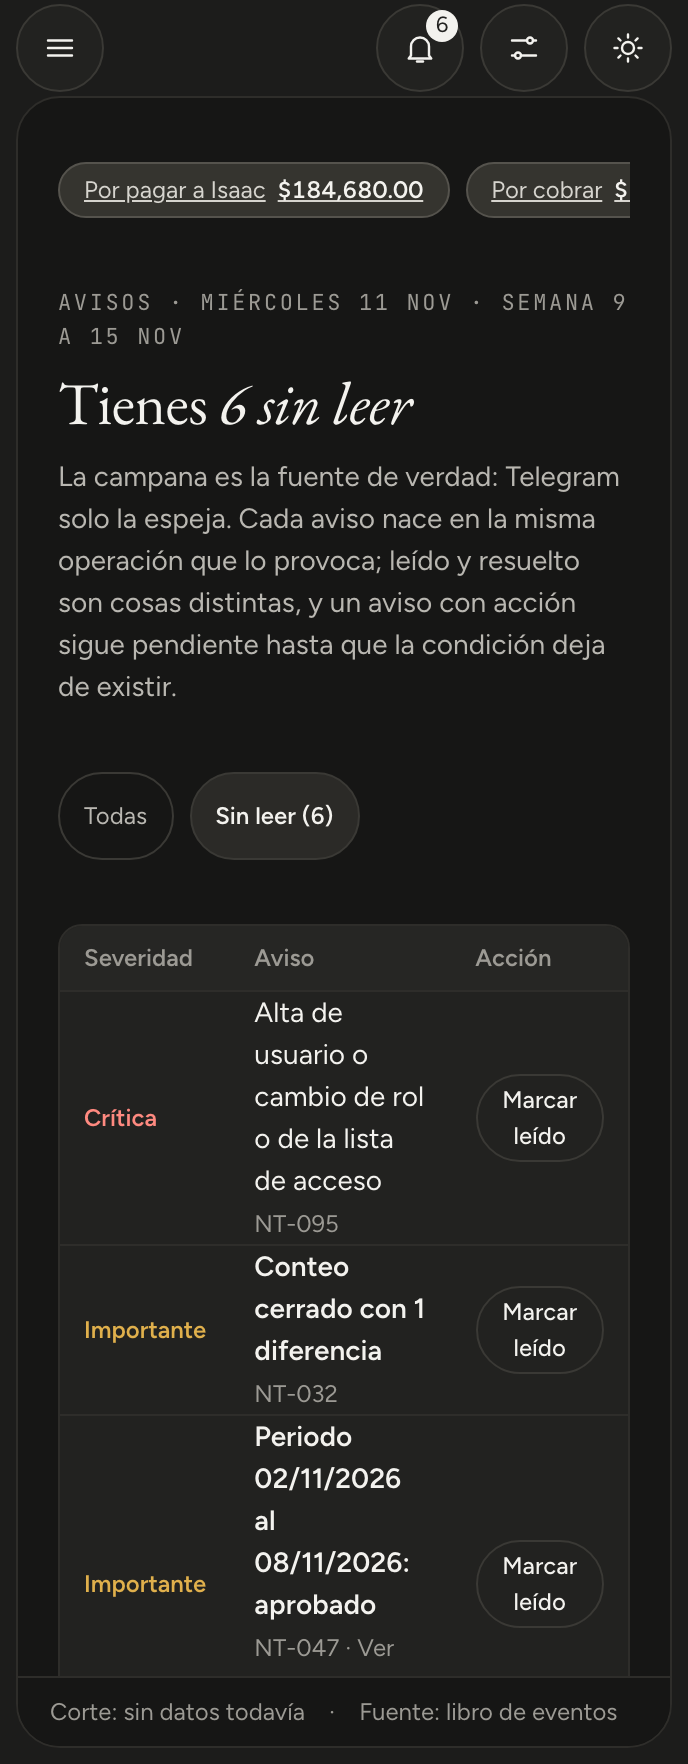 6
Por pagar a Isaac $184,680.00 Por cobrar $
AVISOS · MIÉRCOLES 11 NOV · SEMANA 9
A 15 NOV
Tienes 6 sin leer
La campana es la fuente de verdad: Telegram
solo la espeja. Cada aviso nace en la misma
operación que lo provoca; leído y resuelto
son cosas distintas, y un aviso con acción
sigue pendiente hasta que la condición deja
de existir.
Todas Sin leer (6)
Severidad Aviso Acción
Crítica
Alta de
usuario o
cambio de rol
o de la lista
de acceso
NT-095
Marcar
leído
Importante
Conteo
cerrado con 1
diferencia
NT-032
Marcar
leído
Importante
Periodo
02/11/2026
al
08/11/2026:
aprobado
NT-047 · Ver
Marcar
leído
Corte: sin datos todavía · Fuente: libro de eventos